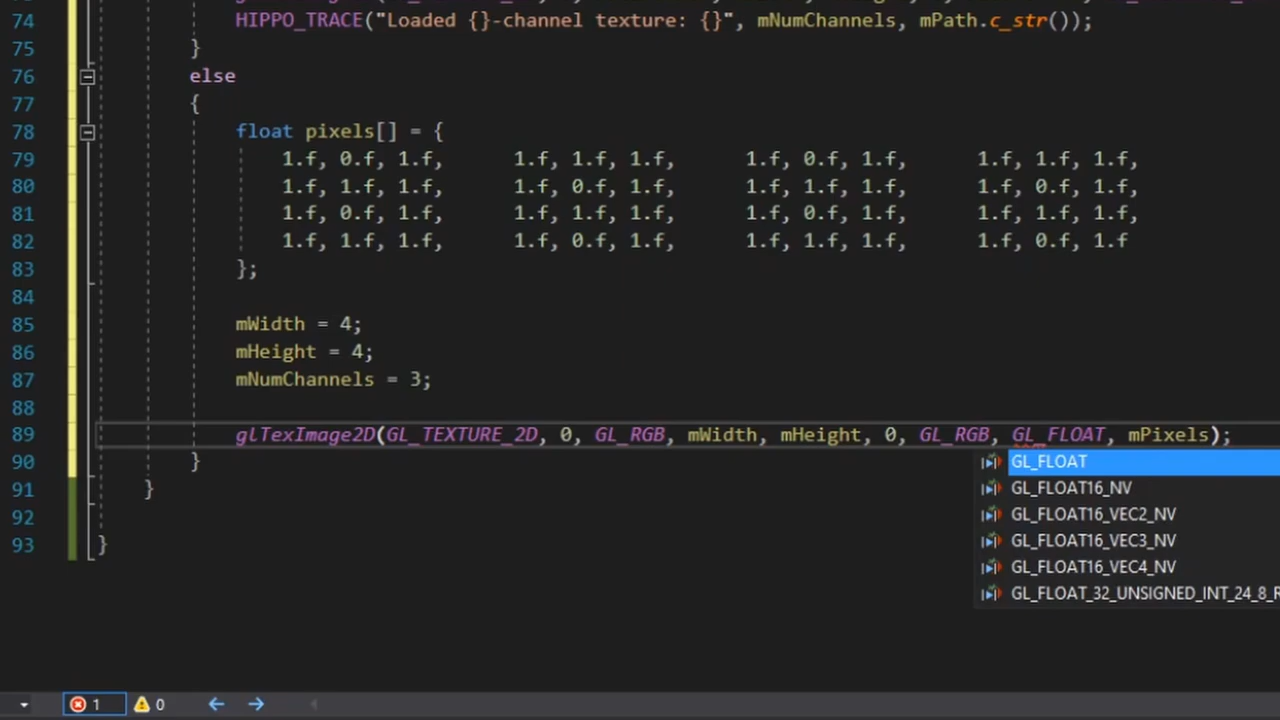 74 HIPPO_TRACE("Loaded {}-channel texture: {}", mNumChannels, mPath.c_str());
75 }
76 else
77 {
78 float pixels[] = {
79 1.f, 0.f, 1.f, 1.f, 1.f, 1.f, 1.f, 0.f, 1.f, 1.f, 1.f, 1.f,
80 1.f, 1.f, 1.f, 1.f, 0.f, 1.f, 1.f, 1.f, 1.f, 1.f, 0.f, 1.f,
81 1.f, 0.f, 1.f, 1.f, 1.f, 1.f, 1.f, 0.f, 1.f, 1.f, 1.f, 1.f,
82 1.f, 1.f, 1.f, 1.f, 0.f, 1.f, 1.f, 1.f, 1.f, 1.f, 0.f, 1.f
83 };
84
85 mWidth = 4;
86 mHeight = 4;
87 mNumChannels = 3;
88
89 glTexImage2D(GL_TEXTURE_2D, 0, GL_RGB, mWidth, mHeight, 0, GL_RGB, GL_FLOAT, mPixels);
90 }
GL_FLOAT
GL_FLOAT16_NV
GL_FLOAT16_VEC2_NV
GL_FLOAT16_VEC3_NV
GL_FLOAT16_VEC4_NV
GL_FLOAT_32_UNSIGNED_INT_24_8_R
91 }
92
93 }
1 0